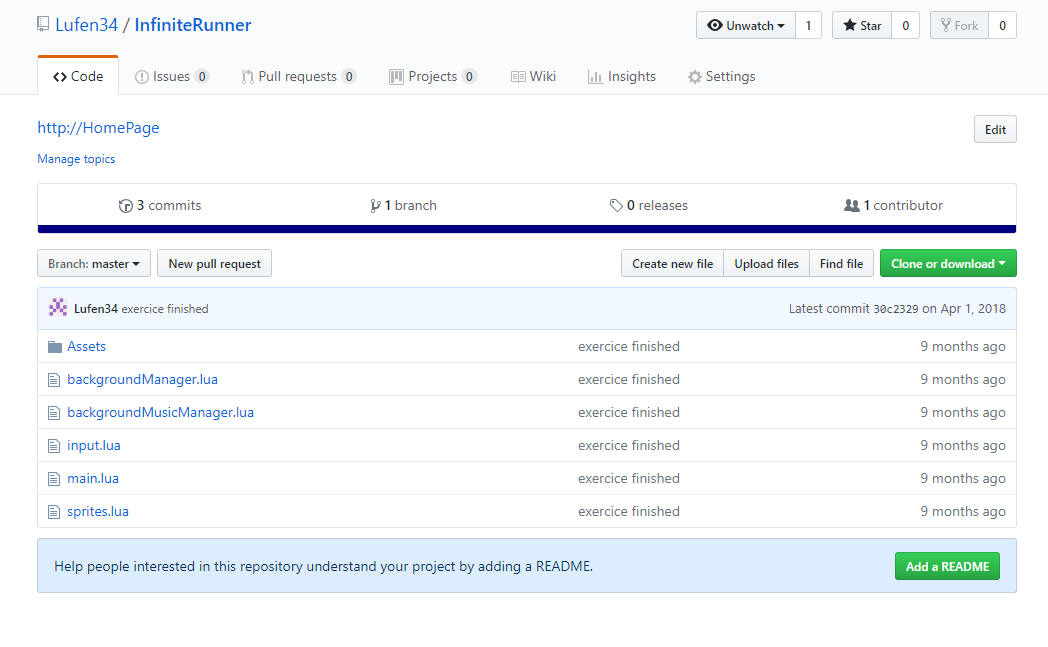 Lufen34 / InfiniteRunner Unwatch 1 Star 0 Fork 0
Code Issues 0 Pull requests 0 Projects 0 Wiki Insights Settings
http://HomePage Edit
Manage topics
3 commits 1 branch 0 releases 1 contributor
Branch: master New pull request Create new file Upload files Find file Clone or download
Lufen34 exercice finished Latest commit 30c2329 on Apr 1, 2018
Assets exercice finished 9 months ago
backgroundManager.lua exercice finished 9 months ago
backgroundMusicManager.lua exercice finished 9 months ago
input.lua exercice finished 9 months ago
main.lua exercice finished 9 months ago
sprites.lua exercice finished 9 months ago
Help people interested in this repository understand your project by adding a README. Add a README